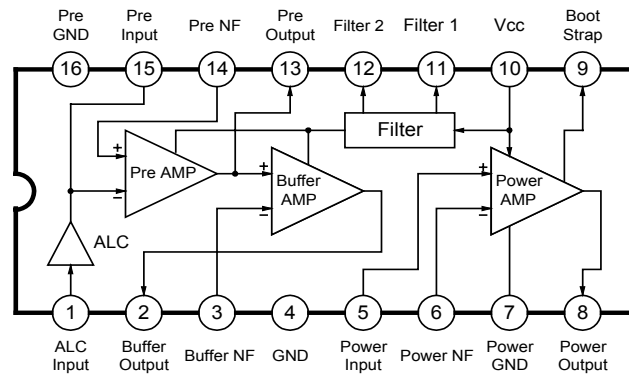 Pre GND
Pre Input
Pre NF
Pre Output
Filter 2
Filter 1
Vcc
Boot Strap
16
15
14
13
12
11
10
9
Filter
+
−
Pre AMP
+
−
Buffer AMP
+
−
Power AMP
ALC
1
2
3
4
5
6
7
8
ALC Input
Buffer Output
Buffer NF
GND
Power Input
Power NF
Power GND
Power Output